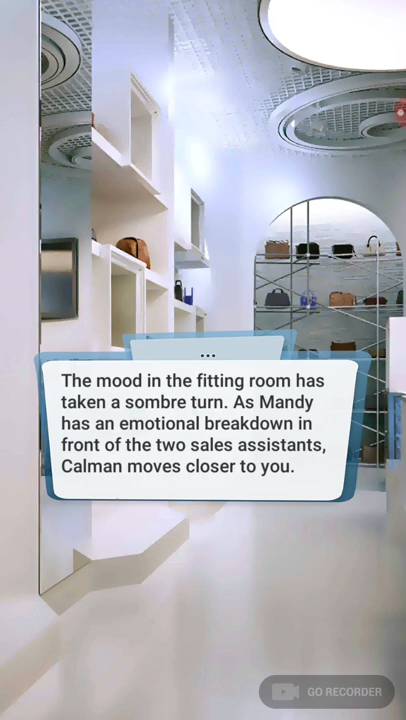 ...
The mood in the fitting room has
taken a sombre turn. As Mandy
has an emotional breakdown in
front of the two sales assistants,
Calman moves closer to you.
GO RECORDER